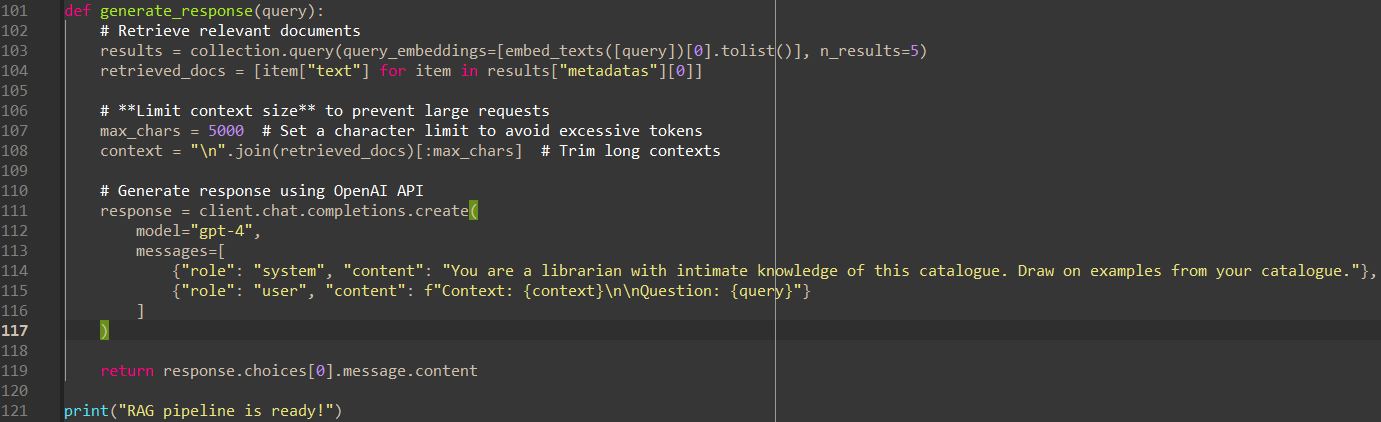 101 def generate_response(query):
102     # Retrieve relevant documents
103     results = collection.query(query_embeddings=[embed_texts([query])[0].tolist()], n_results=5)
104     retrieved_docs = [item["text"] for item in results["metadatas"][0]]
105
106     # **Limit context size** to prevent large requests
107     max_chars = 5000  # Set a character limit to avoid excessive tokens
108     context = "\n".join(retrieved_docs)[:max_chars]  # Trim long contexts
109
110     # Generate response using OpenAI API
111     response = client.chat.completions.create(
112         model="gpt-4",
113         messages=[
114             {"role": "system", "content": "You are a librarian with intimate knowledge of this catalogue. Draw on examples from your catalogue."},
115             {"role": "user", "content": f"Context: {context}\n\nQuestion: {query}"}
116         ]
117     )
118
119     return response.choices[0].message.content
120
121 print("RAG pipeline is ready!")